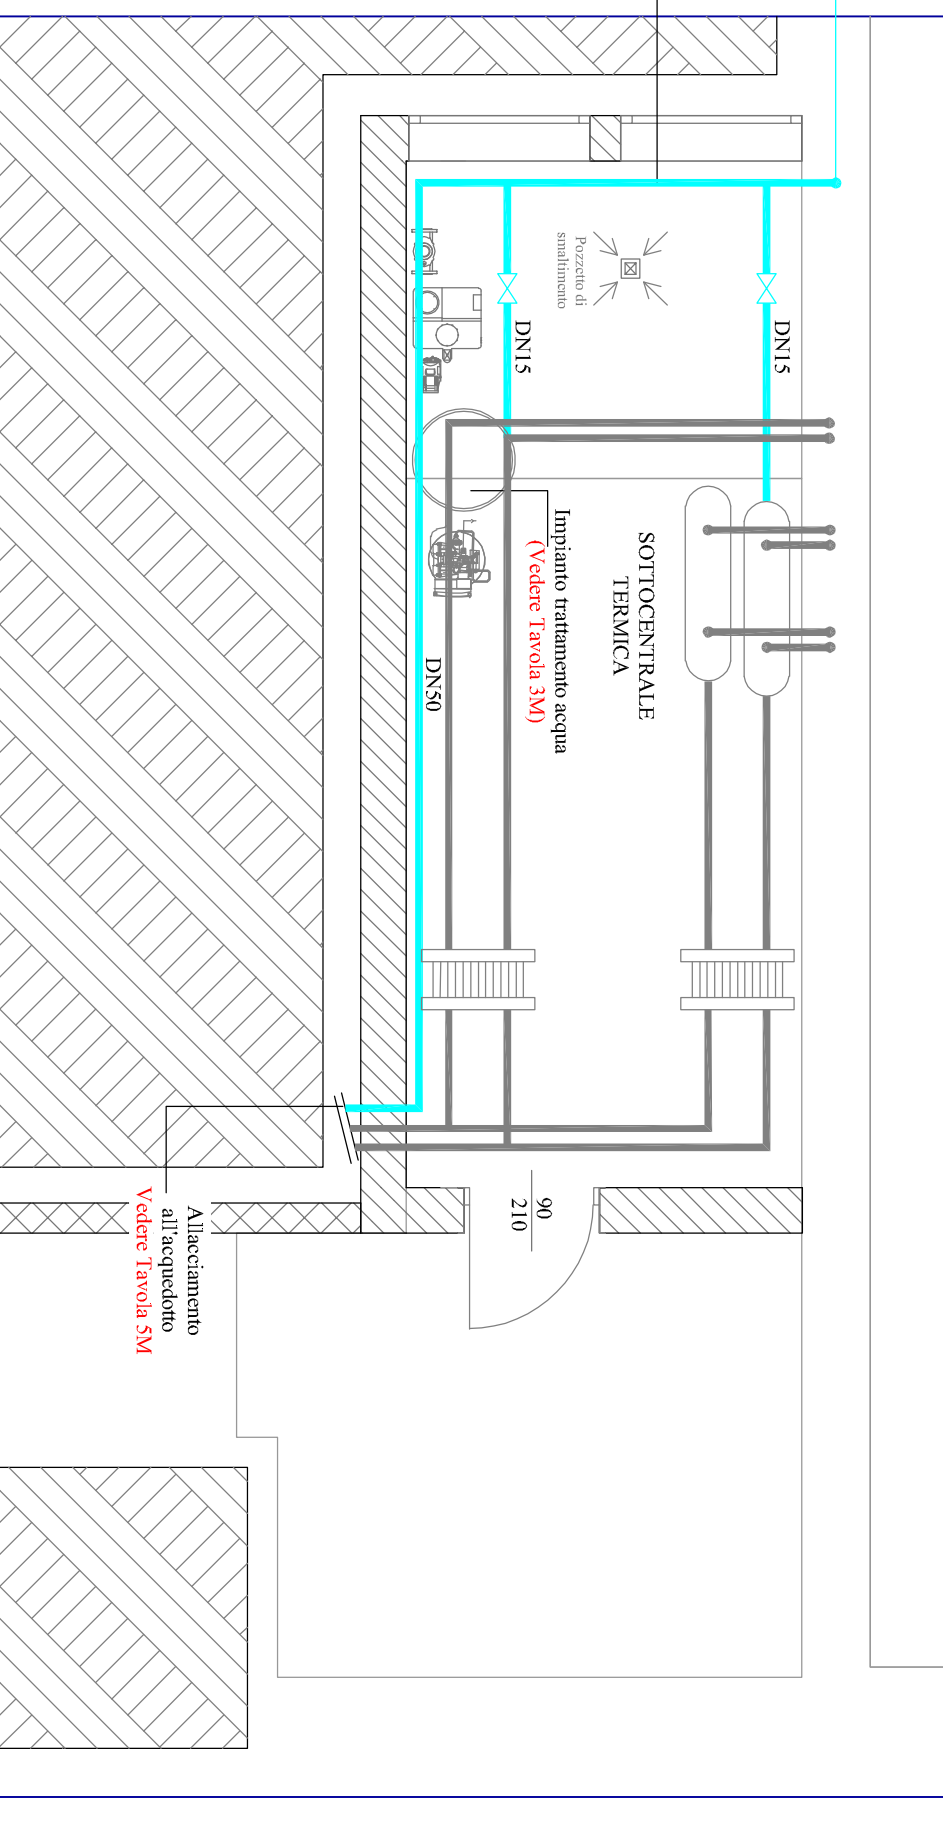 DN15
DN15
Pozzetto di
smaltimento
Impianto trattamento acqua
(Vedere Tavola 3M)
SOTTOCENTRALE
TERMICA
DN50
90
210
Allacciamento
all'acquedotto
Vedere Tavola 5M